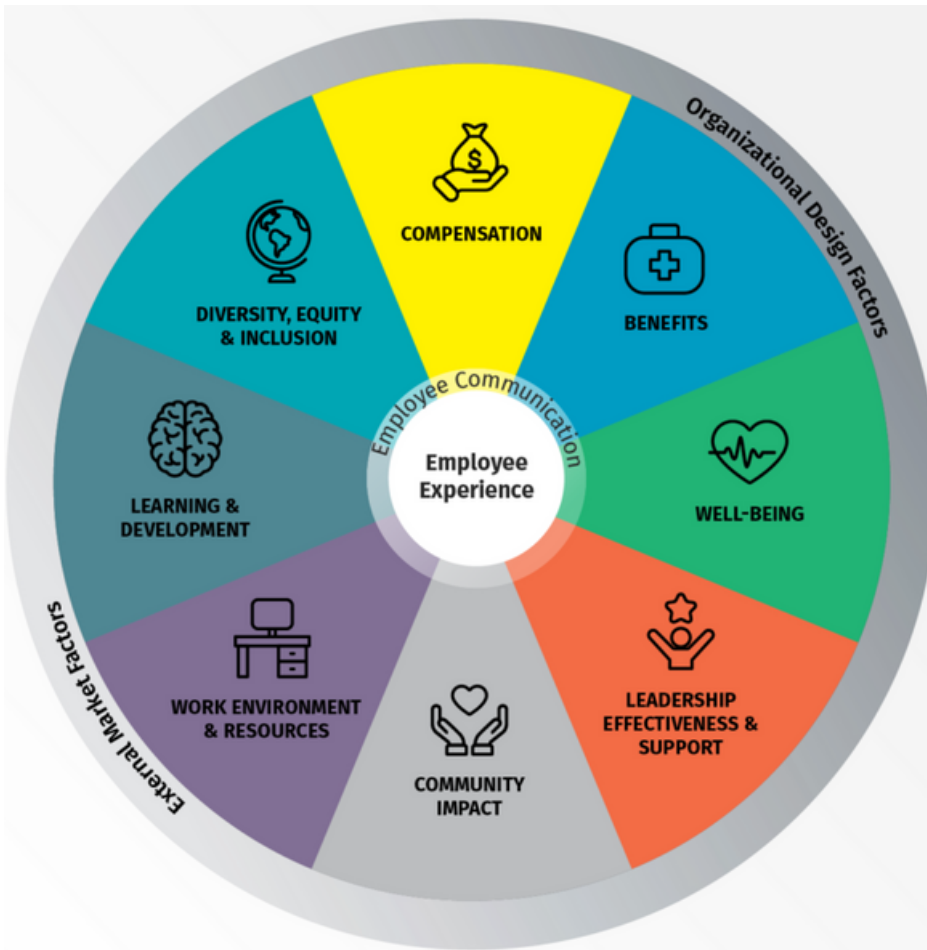 Organizational Design Factors
COMPENSATION
$
BENEFITS
DIVERSITY, EQUITY
& INCLUSION
Employee Communication
Employee
Experience
WELL-BEING
LEARNING &
DEVELOPMENT
LEADERSHIP
EFFECTIVENESS &
SUPPORT
WORK ENVIRONMENT
& RESOURCES
COMMUNITY
IMPACT
External Market Factors